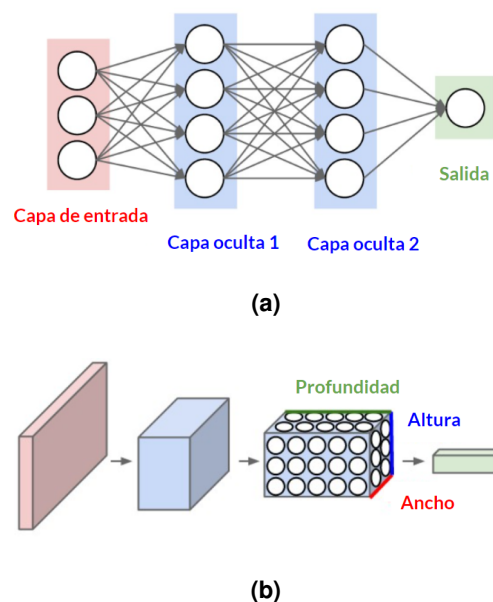 Capa de entrada
Capa oculta 1
Capa oculta 2
Salida
(a)
Profundidad
Altura
Ancho
(b)